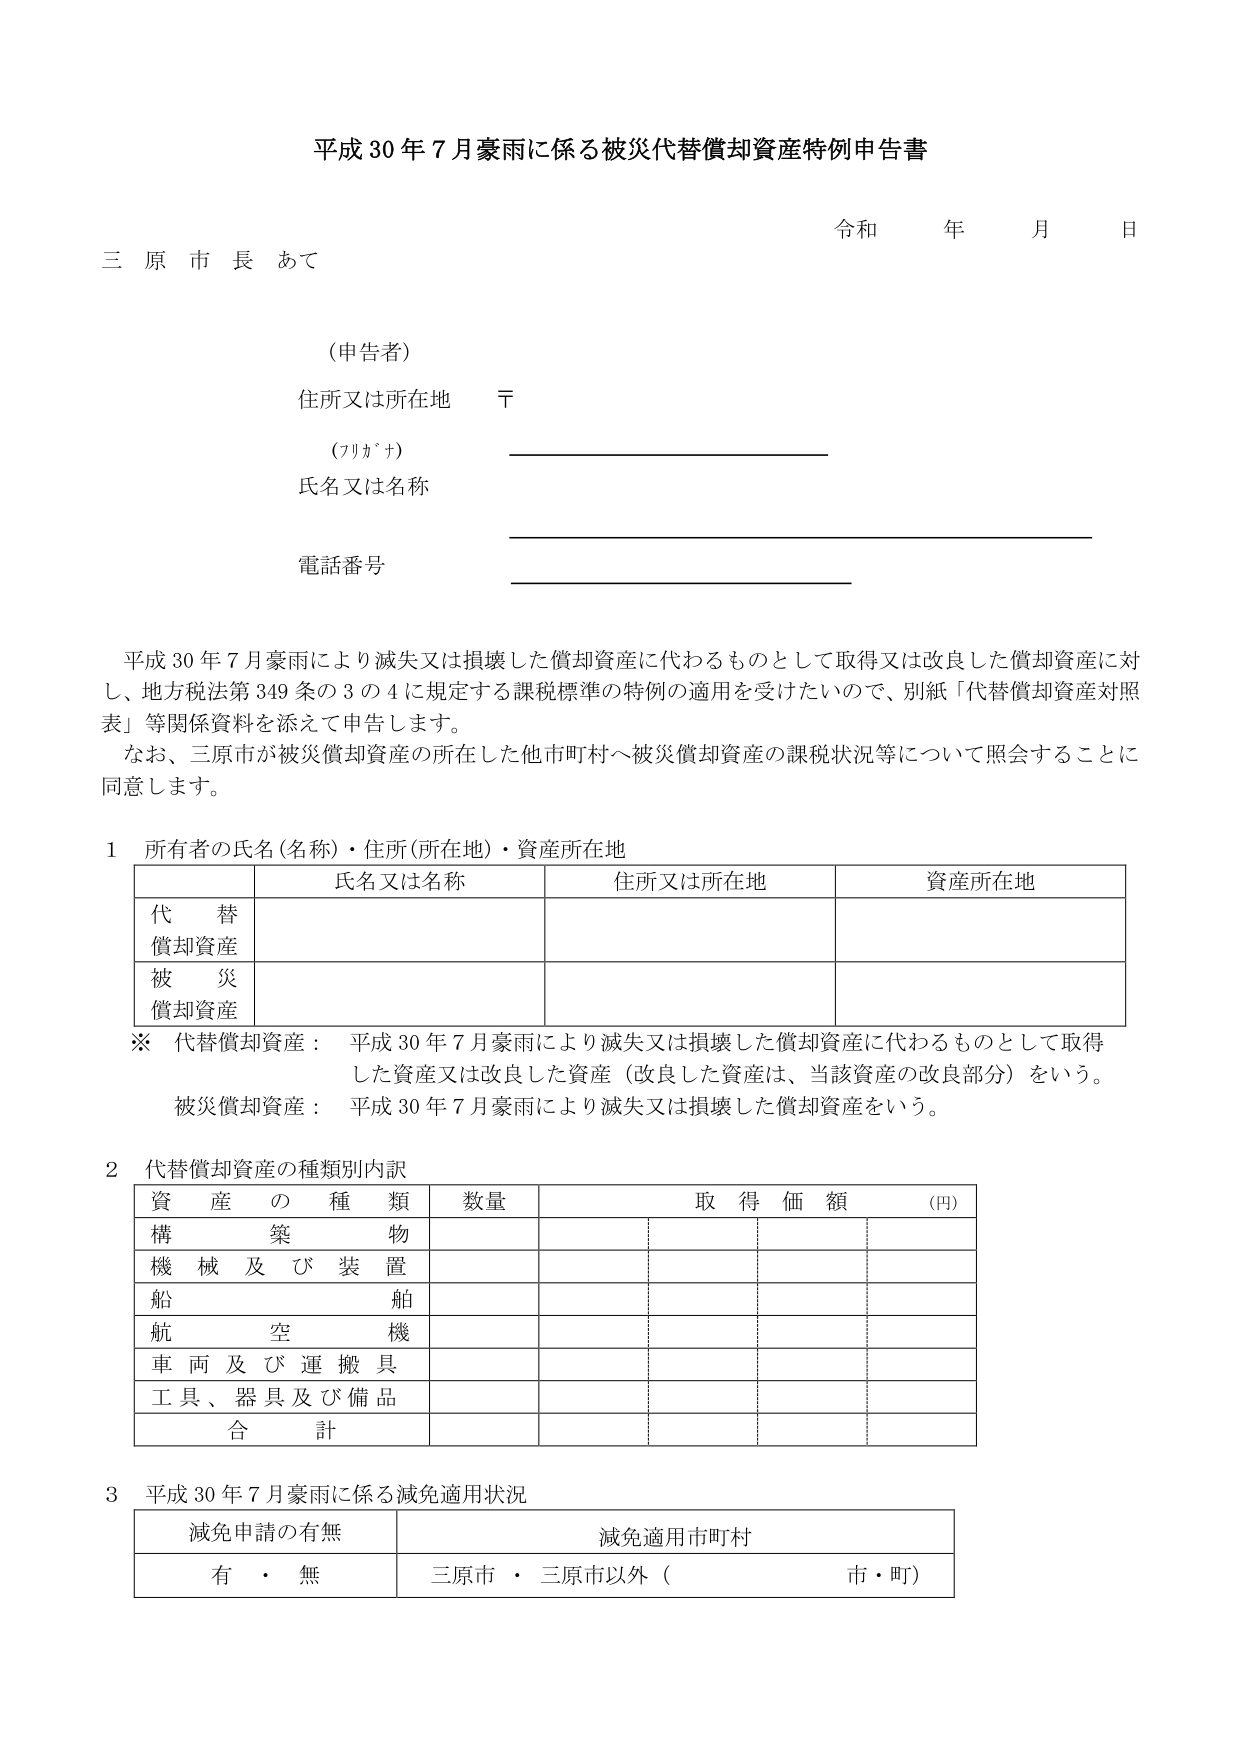 平成 30 年７月豪雨に係る被災代替償却資産特例申告書
令和　　　年　　　月　　　日
三　原　市　長　あて
（申告者）
住所又は所在地　　〒
(ﾌﾘｶﾞﾅ)
氏名又は名称
電話番号
平成 30 年７月豪雨により滅失又は損壊した償却資産に代わるものとして取得又は改良した償却資産に対
し、地方税法第 349 条の３の４に規定する課税標準の特例の適用を受けたいので、別紙「代替償却資産対照
表」等関係資料を添えて申告します。
なお、三原市が被災償却資産の所在した他市町村へ被災償却資産の課税状況等について照会することに
同意します。
１　所有者の氏名(名称)・住所(所在地)・資産所在地
氏名又は名称　住所又は所在地　資産所在地
代　　替
償却資産
被　　災
償却資産
※　代替償却資産：　平成 30 年７月豪雨により滅失又は損壊した償却資産に代わるものとして取得
した資産又は改良した資産（改良した資産は、当該資産の改良部分）をいう。
被災償却資産：　平成 30 年７月豪雨により滅失又は損壊した償却資産をいう。
２　代替償却資産の種類別内訳
資　産　の　種　類　数量　取　得　価　額　(円)
構　築　物
機　械　及　び　装　置
船　舶
航　空　機
車　両　及　び　運　搬　具
工具、器具及び備品
合　計
３　平成 30 年７月豪雨に係る減免適用状況
減免申請の有無　減免適用市町村
有　・　無　三原市　・　三原市以外（　　　　　　　　市・町）